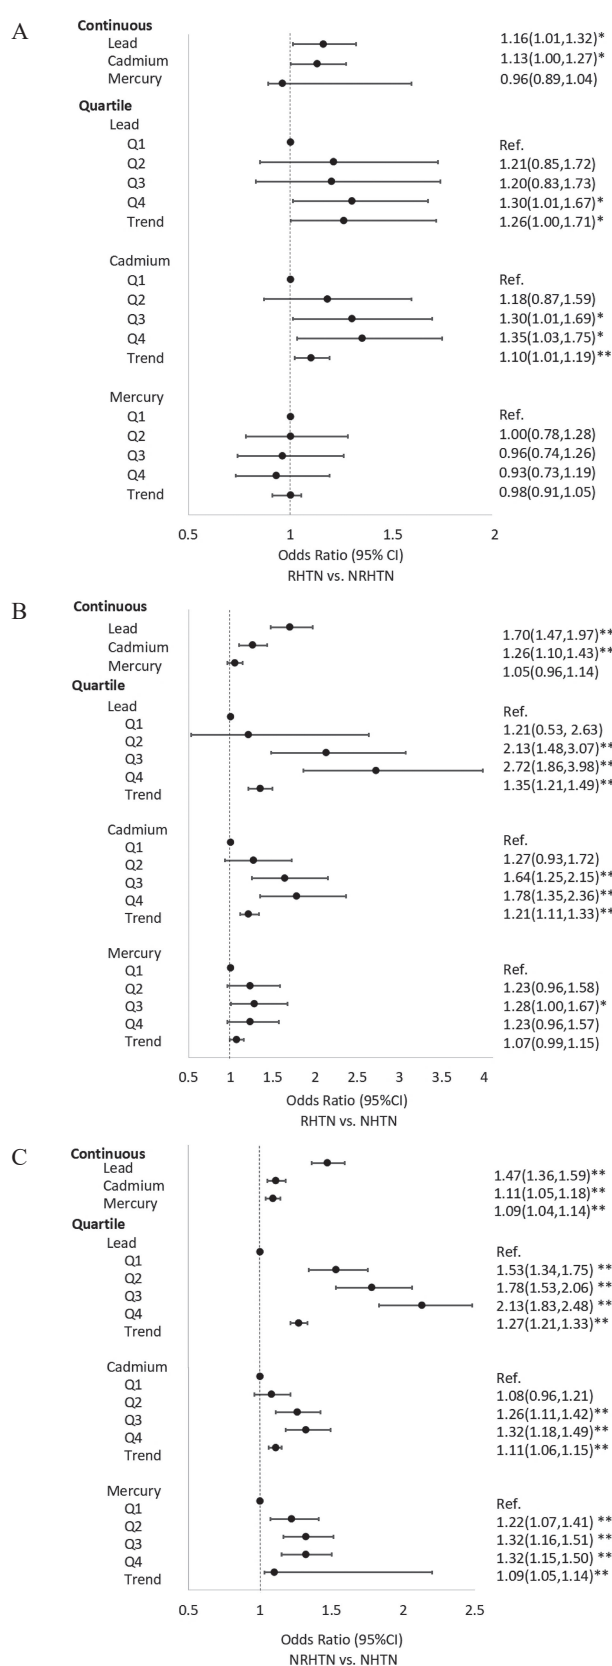 A
Continuous
Lead 1.16(1.01,1.32)*
Cadmium 1.13(1.00,1.27)*
Mercury 0.96(0.89,1.04)
Quartile
Lead
Q1 Ref.
Q2 1.21(0.85,1.72)
Q3 1.20(0.83,1.73)
Q4 1.30(1.01,1.67)*
Trend 1.26(1.00,1.71)*
Cadmium
Q1 Ref.
Q2 1.18(0.87,1.59)
Q3 1.30(1.01,1.69)*
Q4 1.35(1.03,1.75)*
Trend 1.10(1.01,1.19)**
Mercury
Q1 Ref.
Q2 1.00(0.78,1.28)
Q3 0.96(0.74,1.26)
Q4 0.93(0.73,1.19)
Trend 0.98(0.91,1.05)
0.5 1 1.5 2
Odds Ratio (95% CI)
RHTN vs. NRHTN
B
Continuous
Lead 1.70(1.47,1.97)**
Cadmium 1.26(1.10,1.43)**
Mercury 1.05(0.96,1.14)
Quartile
Lead
Q1 Ref.
Q2 1.21(0.53, 2.63)
Q3 2.13(1.48,3.07)**
Q4 2.72(1.86,3.98)**
Trend 1.35(1.21,1.49)**
Cadmium
Q1 Ref.
Q2 1.27(0.93,1.72)
Q3 1.64(1.25,2.15)**
Q4 1.78(1.35,2.36)**
Trend 1.21(1.11,1.33)**
Mercury
Q1 Ref.
Q2 1.23(0.96,1.58)
Q3 1.28(1.00,1.67)*
Q4 1.23(0.96,1.57)
Trend 1.07(0.99,1.15)
0.5 1 1.5 2 2.5 3 3.5 4
Odds Ratio (95%CI)
RHTN vs. NHTN
C
Continuous
Lead 1.47(1.36,1.59)**
Cadmium 1.11(1.05,1.18)**
Mercury 1.09(1.04,1.14)**
Quartile
Lead
Q1 Ref.
Q2 1.53(1.34,1.75) **
Q3 1.78(1.53,2.06) **
Q4 2.13(1.83,2.48) **
Trend 1.27(1.21,1.33)**
Cadmium
Q1 Ref.
Q2 1.08(0.96,1.21)
Q3 1.26(1.11,1.42)**
Q4 1.32(1.18,1.49)**
Trend 1.11(1.06,1.15)**
Mercury
Q1 Ref.
Q2 1.22(1.07,1.41) **
Q3 1.32(1.16,1.51) **
Q4 1.32(1.15,1.50) **
Trend 1.09(1.05,1.14)**
0.5 1 1.5 2 2.5
Odds Ratio (95%CI)
NRHTN vs. NHTN